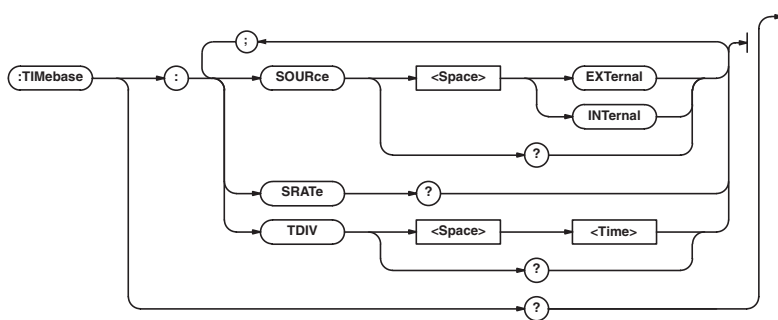 ;
:TIMebase : SOURce <Space> EXTernal
INTernal
?
SRATe ?
TDIV <Space> <Time>
?
?